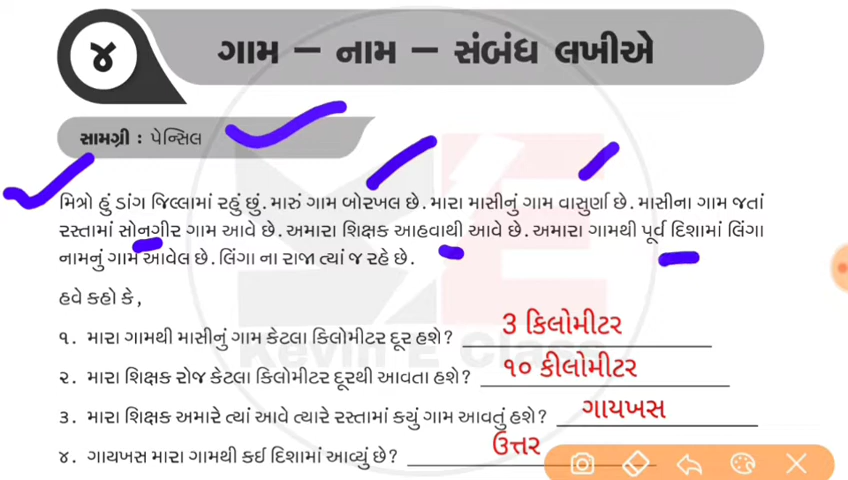 ૪
ગામ – નામ – સંબંધ લખીએ
સામગ્રી : પેન્સિલ
મિત્રો હું ડાંગ જિલ્લામાં રહું છું. મારું ગામ બોરખલ છે. મારા માસીનું ગામ વાસુર્ણા છે. માસીના ગામ જતાં
રસ્તામાં સોનગીર ગામ આવે છે. અમારા શિક્ષક આહવાથી આવે છે. અમારા ગામથી પૂર્વ દિશામાં લિંગા
નામનું ગામ આવેલ છે. લિંગા ના રાજા ત્યાં જ રહે છે.
હવે કહો કે,
૧. મારા ગામથી માસીનું ગામ કેટલા કિલોમીટર દૂર હશે? 3 કિલોમીટર
૨. મારા શિક્ષક રોજ કેટલા કિલોમીટર દૂરથી આવતા હશે? ૧૦ કીલોમીટર
૩. મારા શિક્ષક અમારે ત્યાં આવે ત્યારે રસ્તામાં કયું ગામ આવતું હશે? ગાયખસ
૪. ગાયખસ મારા ગામથી કઈ દિશામાં આવ્યું છે? ઉત્તર
Kevin E Class